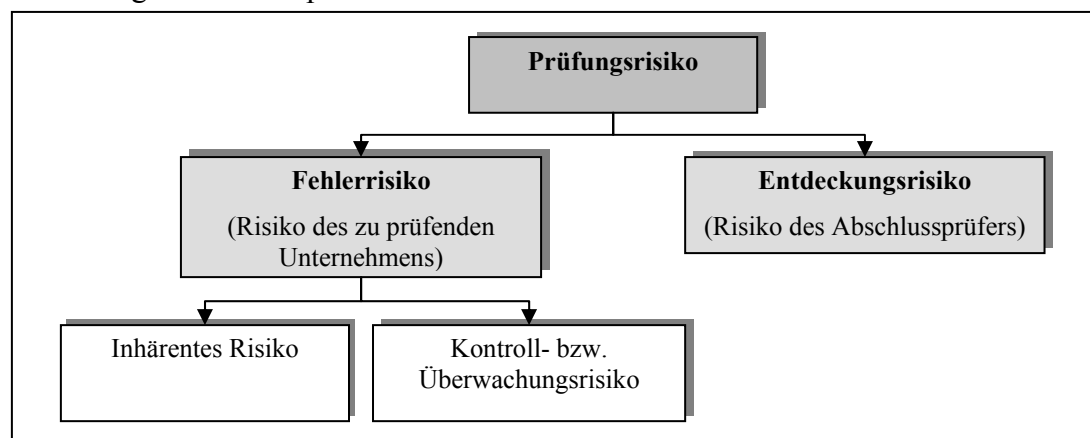 Prüfungsrisiko
Fehlerrisiko
(Risiko des zu prüfenden
Unternehmens)
Entdeckungsrisiko
(Risiko des Abschlussprüfers)
Inhärentes Risiko
Kontroll- bzw.
Überwachungsrisiko